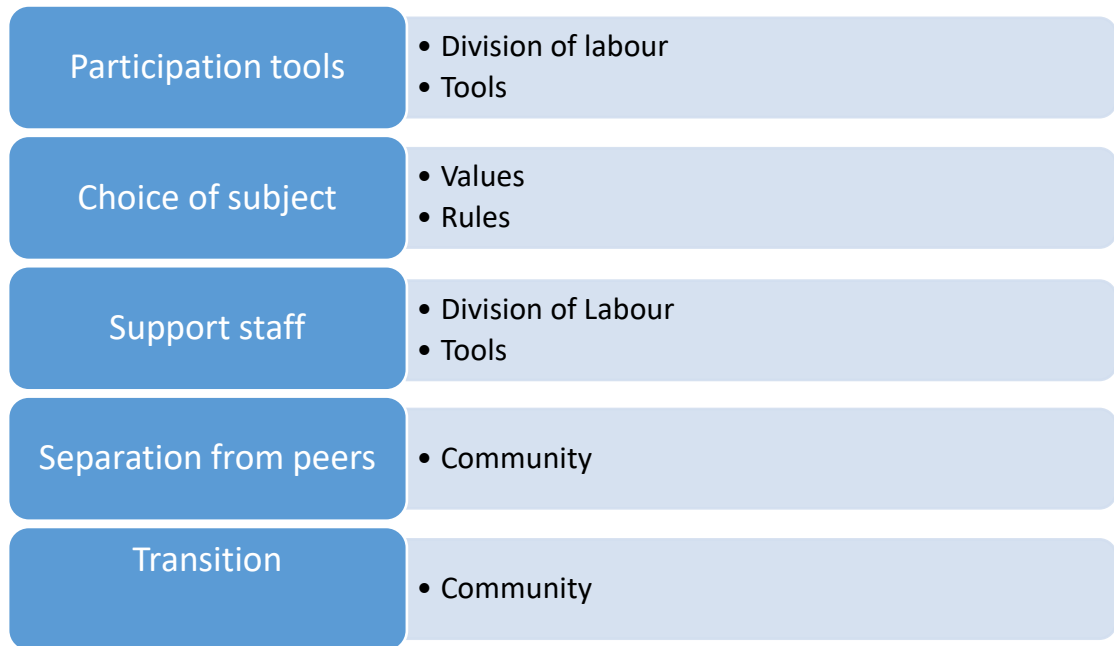 Participation tools
• Division of labour
• Tools
Choice of subject
• Values
• Rules
Support staff
• Division of Labour
• Tools
Separation from peers
• Community
Transition
• Community